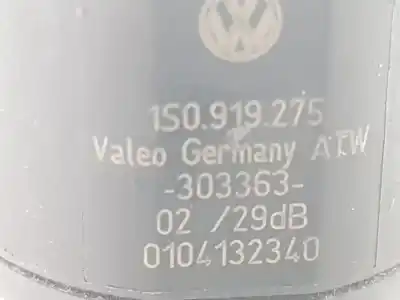 1S0.919.275
Valeo Germany ATW
-303363-
02 /29dB
0104132340